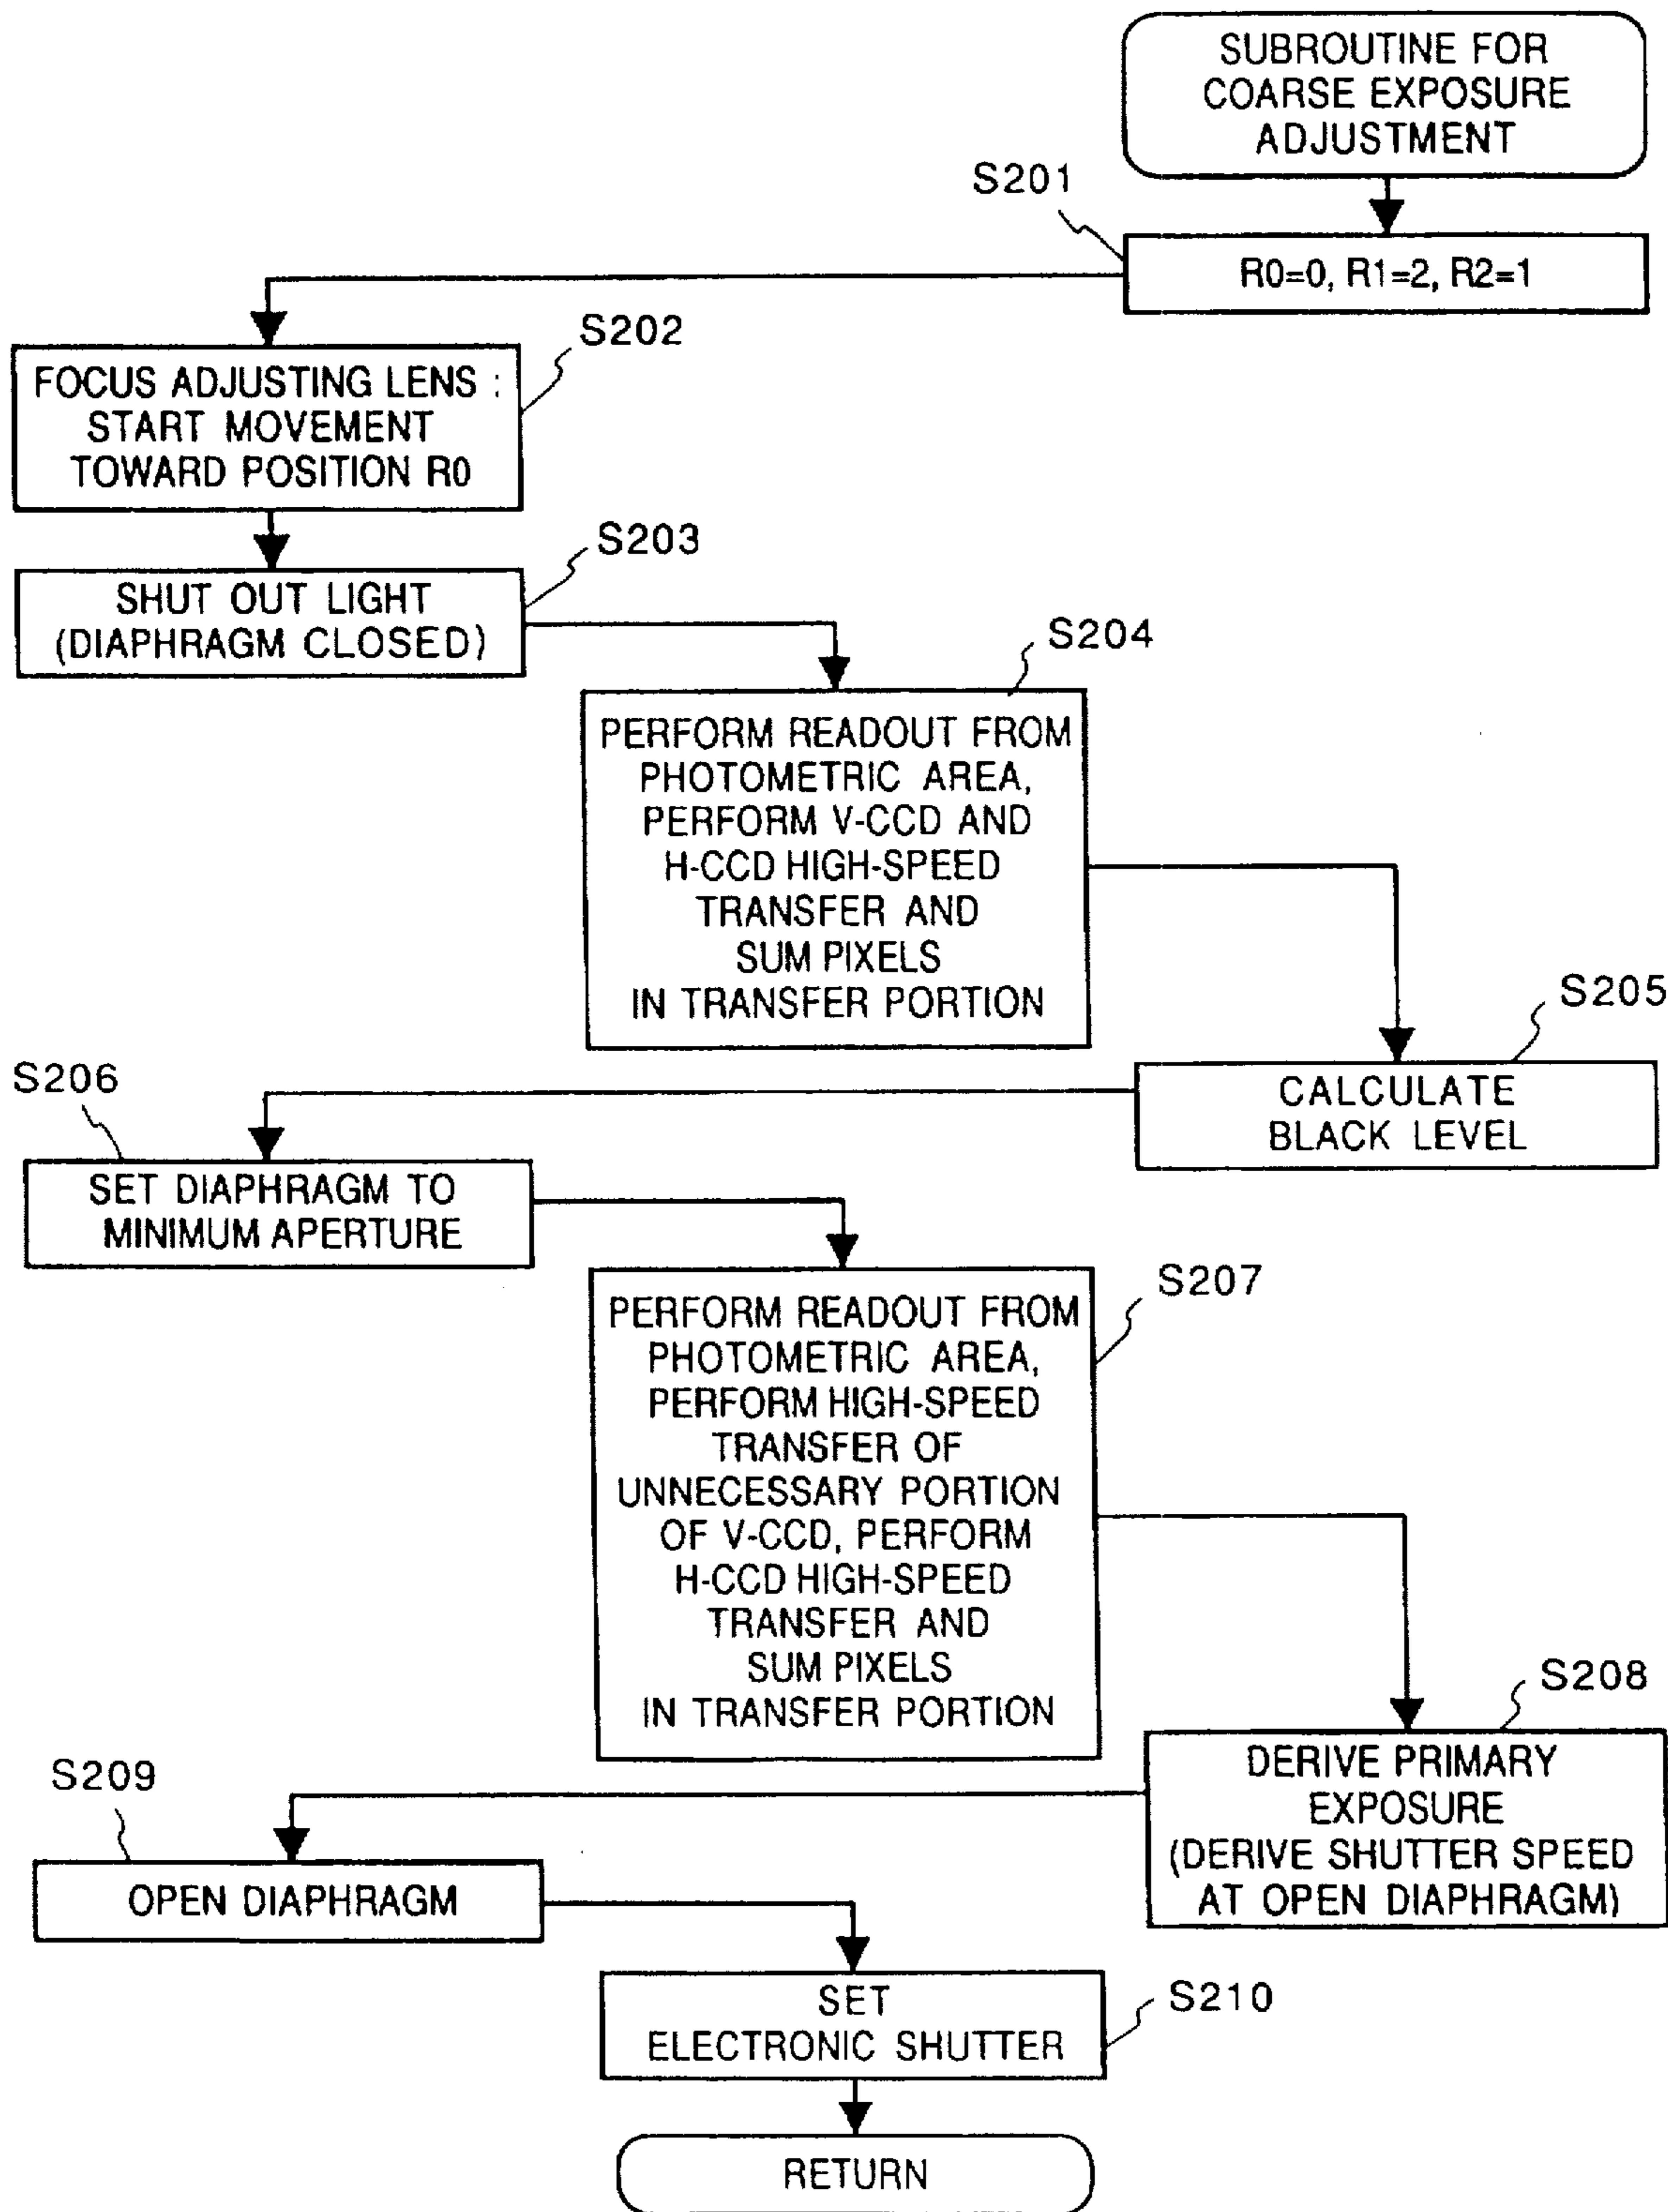 SUBROUTINE FOR
COARSE EXPOSURE
ADJUSTMENT
S201
R0=0, R1=2, R2=1
S202
FOCUS ADJUSTING LENS :
START MOVEMENT
TOWARD POSITION R0
S203
SHUT OUT LIGHT
(DIAPHRAGM CLOSED)
S204
PERFORM READOUT FROM
PHOTOMETRIC AREA,
PERFORM V-CCD AND
H-CCD HIGH-SPEED
TRANSFER AND
SUM PIXELS
IN TRANSFER PORTION
S205
CALCULATE
BLACK LEVEL
S206
SET DIAPHRAGM TO
MINIMUM APERTURE
S207
PERFORM READOUT FROM
PHOTOMETRIC AREA,
PERFORM HIGH-SPEED
TRANSFER OF
UNNECESSARY PORTION
OF V-CCD, PERFORM
H-CCD HIGH-SPEED
TRANSFER AND
SUM PIXELS
IN TRANSFER PORTION
S208
DERIVE PRIMARY
EXPOSURE
(DERIVE SHUTTER SPEED
AT OPEN DIAPHRAGM)
S209
OPEN DIAPHRAGM
S210
SET
ELECTRONIC SHUTTER
RETURN